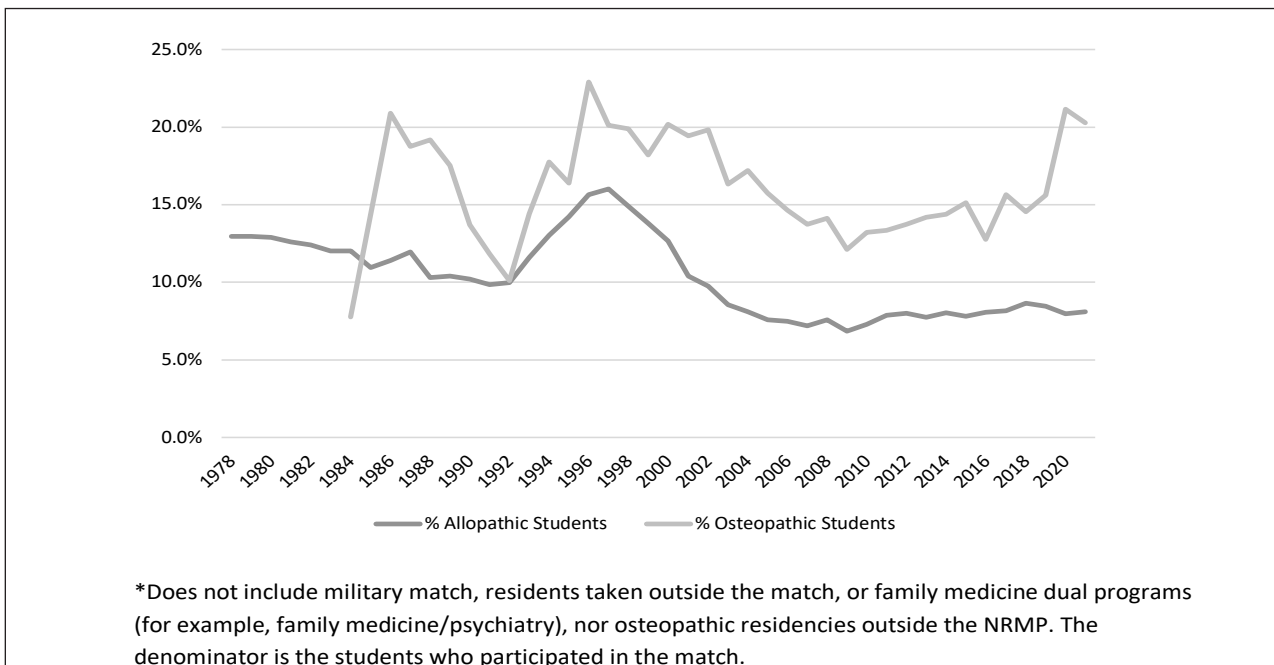 25.0%
20.0%
15.0%
10.0%
5.0%
0.0%
1978 1980 1982 1984 1986 1988 1990 1992 1994 1996 1998 2000 2002 2004 2006 2008 2010 2012 2014 2016 2018 2020
% Allopathic Students % Osteopathic Students
*Does not include military match, residents taken outside the match, or family medicine dual programs
(for example, family medicine/psychiatry), nor osteopathic residencies outside the NRMP. The
denominator is the students who participated in the match.